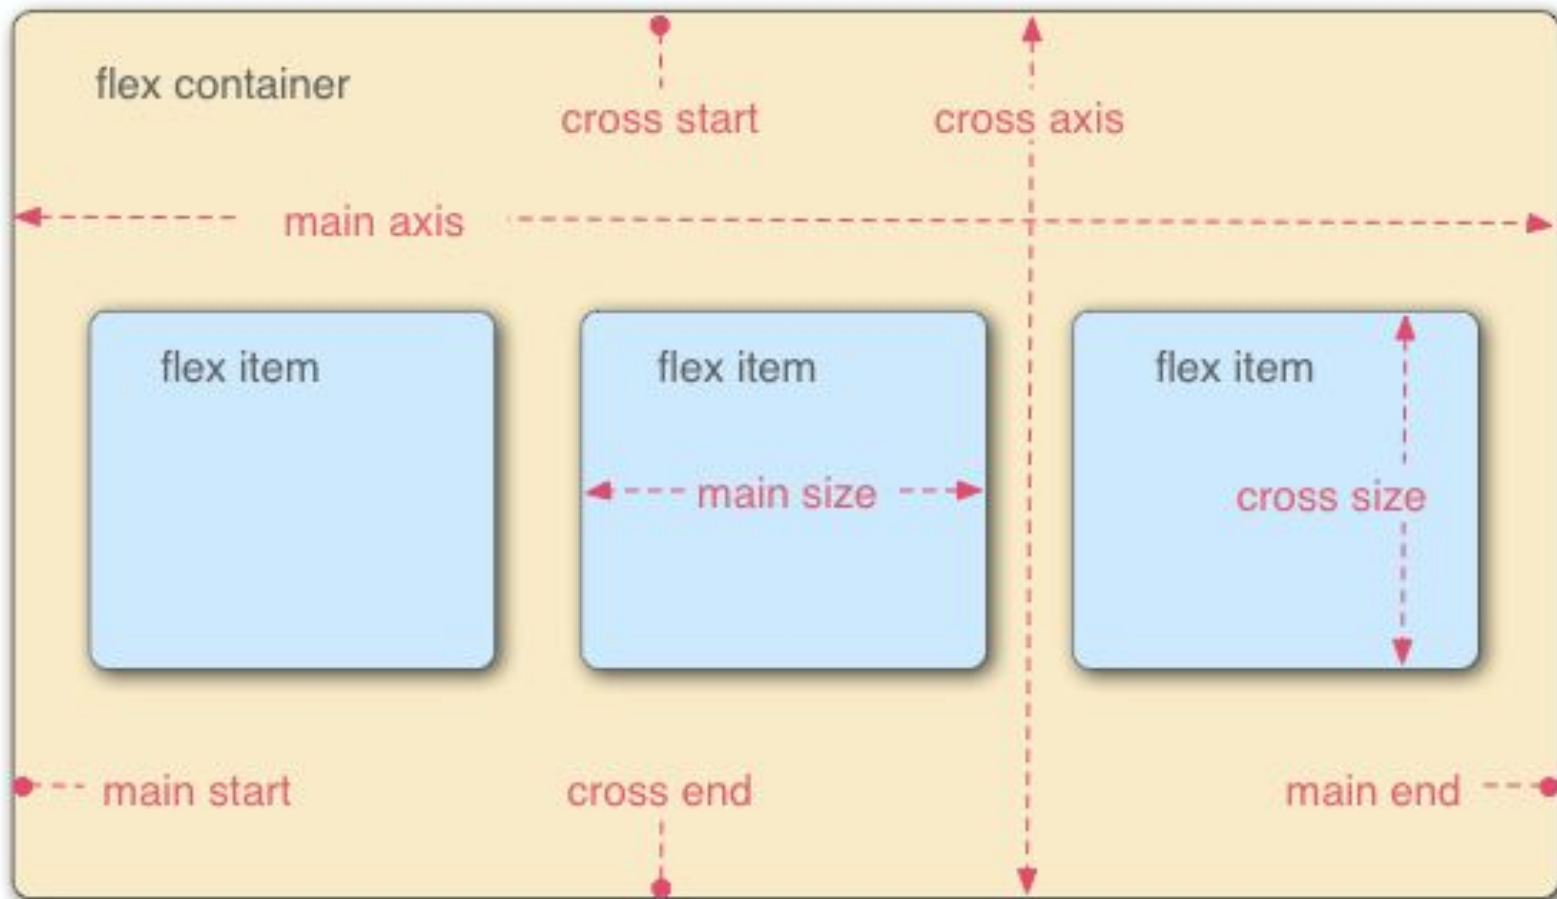 flex container
cross start
cross axis
main axis
flex item
flex item
flex item
main size
cross size
main start
cross end
main end